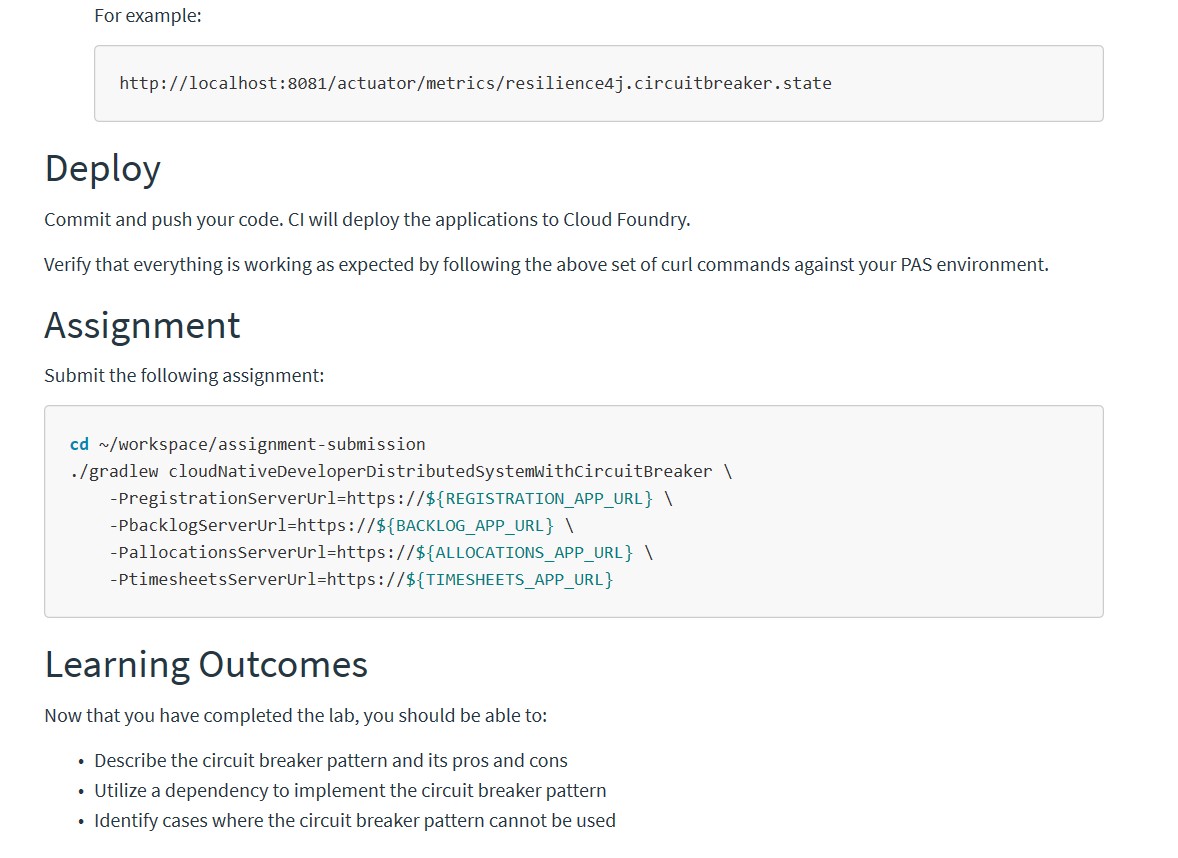 For example:
http://localhost:8081/actuator/metrics/resilience4j.circuitbreaker.state
Deploy
Commit and push your code. CI will deploy the applications to Cloud Foundry.
Verify that everything is working as expected by following the above set of curl commands against your PAS environment.
Assignment
Submit the following assignment:
cd ~/workspace/assignment-submission
./gradlew cloudNativeDeveloperDistributedSystemWithCircuitBreaker \
    -PregistrationServerUrl=https://${REGISTRATION_APP_URL} \
    -PbacklogServerUrl=https://${BACKLOG_APP_URL} \
    -PallocationsServerUrl=https://${ALLOCATIONS_APP_URL} \
    -PtimesheetsServerUrl=https://${TIMESHEETS_APP_URL}
Learning Outcomes
Now that you have completed the lab, you should be able to:
• Describe the circuit breaker pattern and its pros and cons
• Utilize a dependency to implement the circuit breaker pattern
• Identify cases where the circuit breaker pattern cannot be used